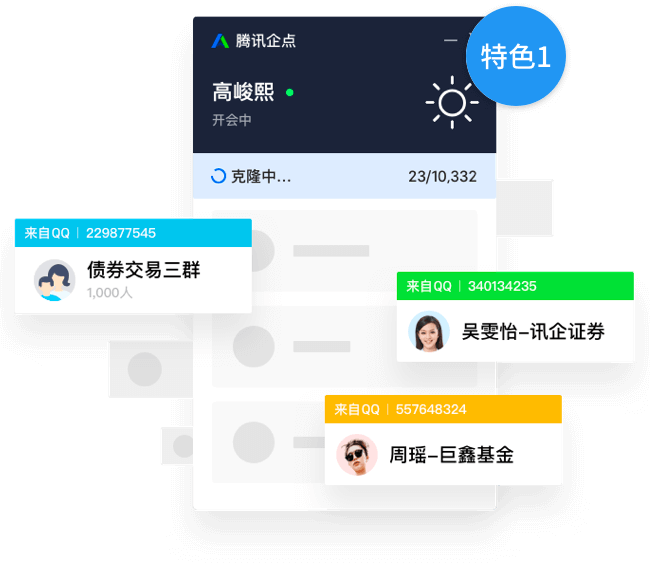 腾讯企点
特色1
高峻熙
开会中
克隆中...
23/10,332
来自QQ | 229877545
债券交易三群
1,000人
来自QQ | 340134235
吴雯怡-讯企证券
来自QQ | 557648324
周瑶-巨鑫基金